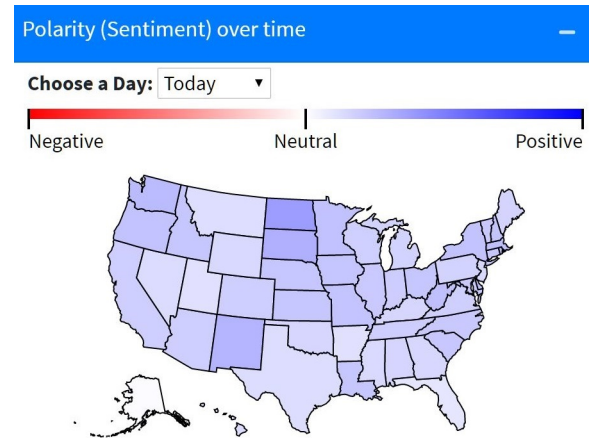 Polarity (Sentiment) over time
Choose a Day: Today
Negative Neutral Positive